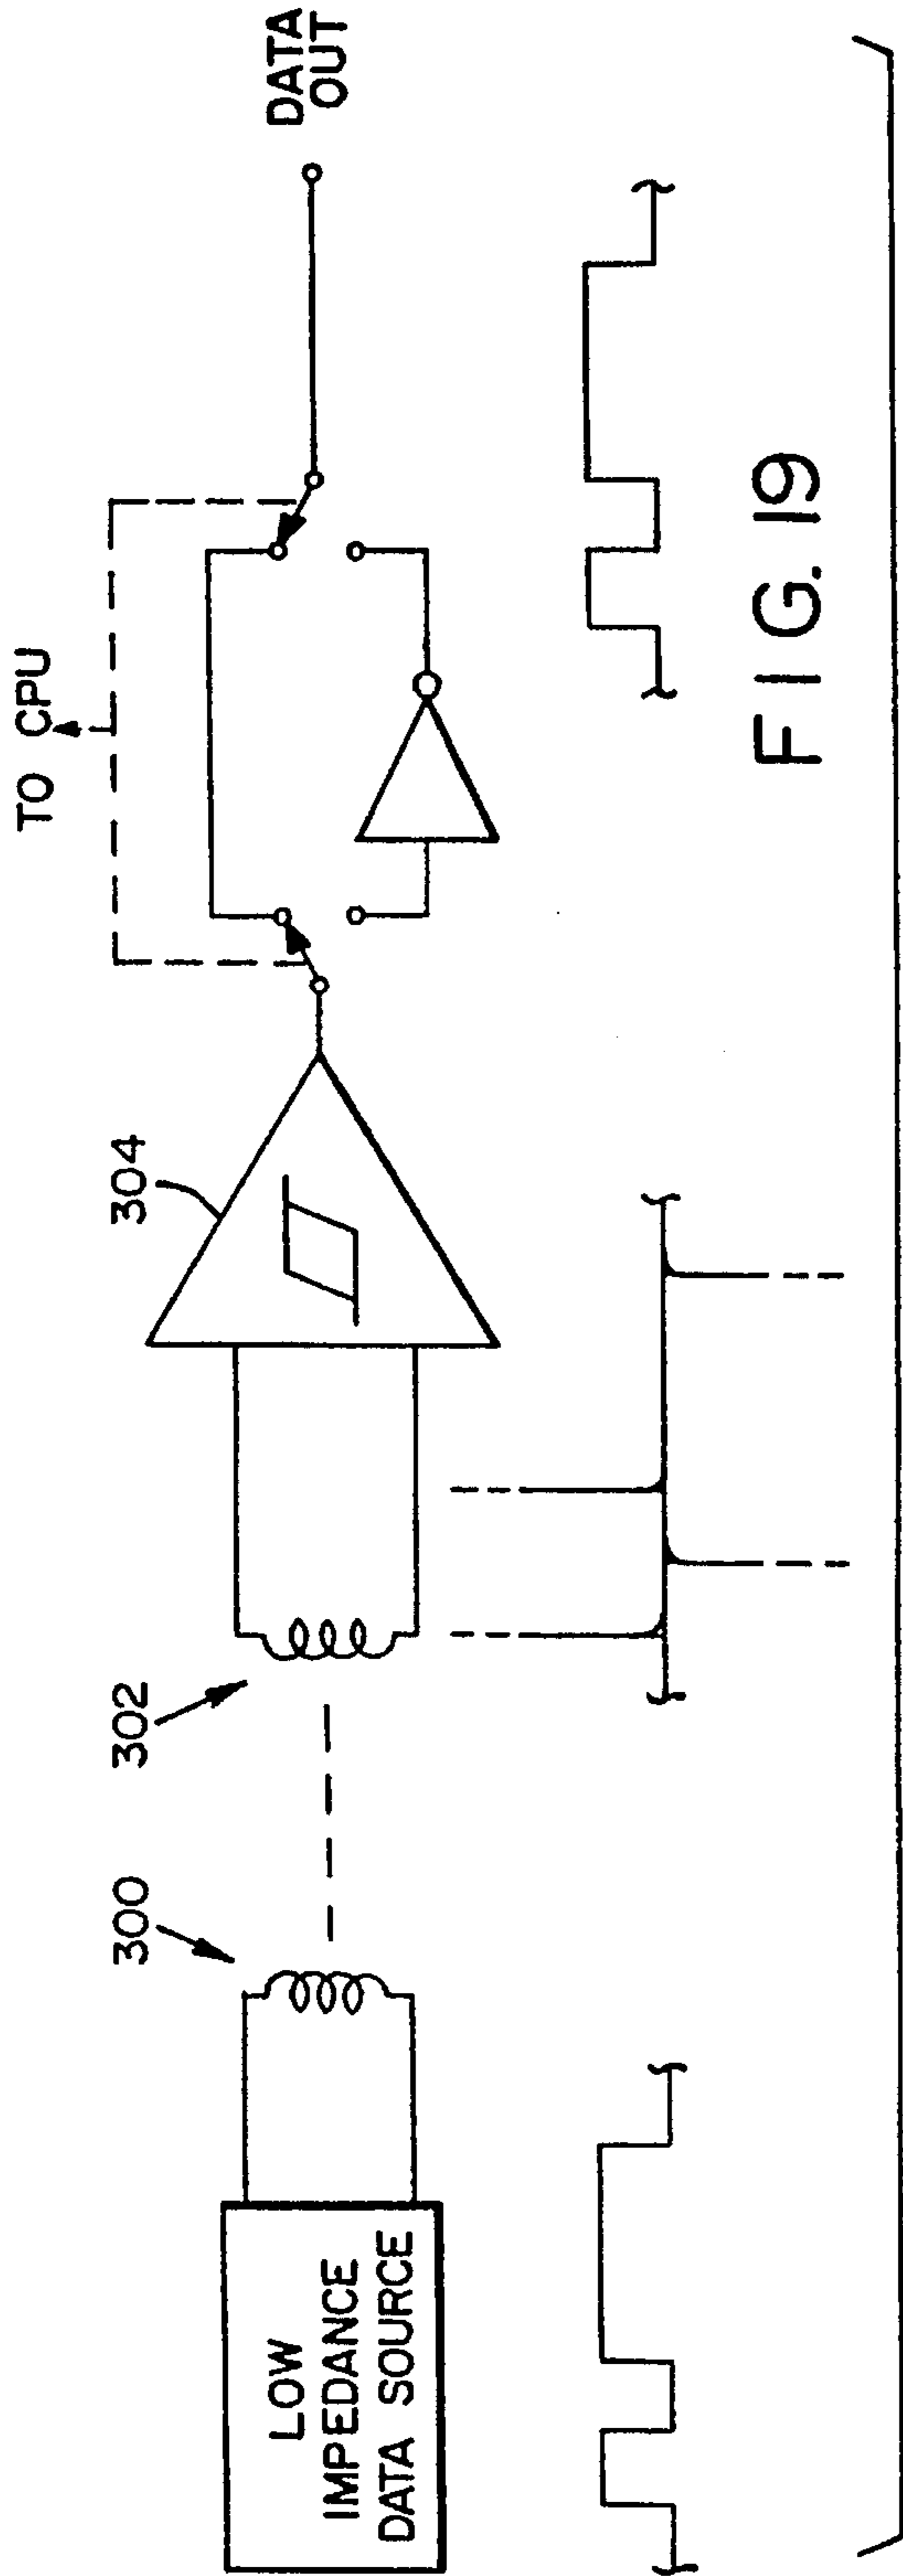 LOW
IMPEDANCE
DATA SOURCE
300
302
304
TO CPU
DATA
OUT
FIG. 19